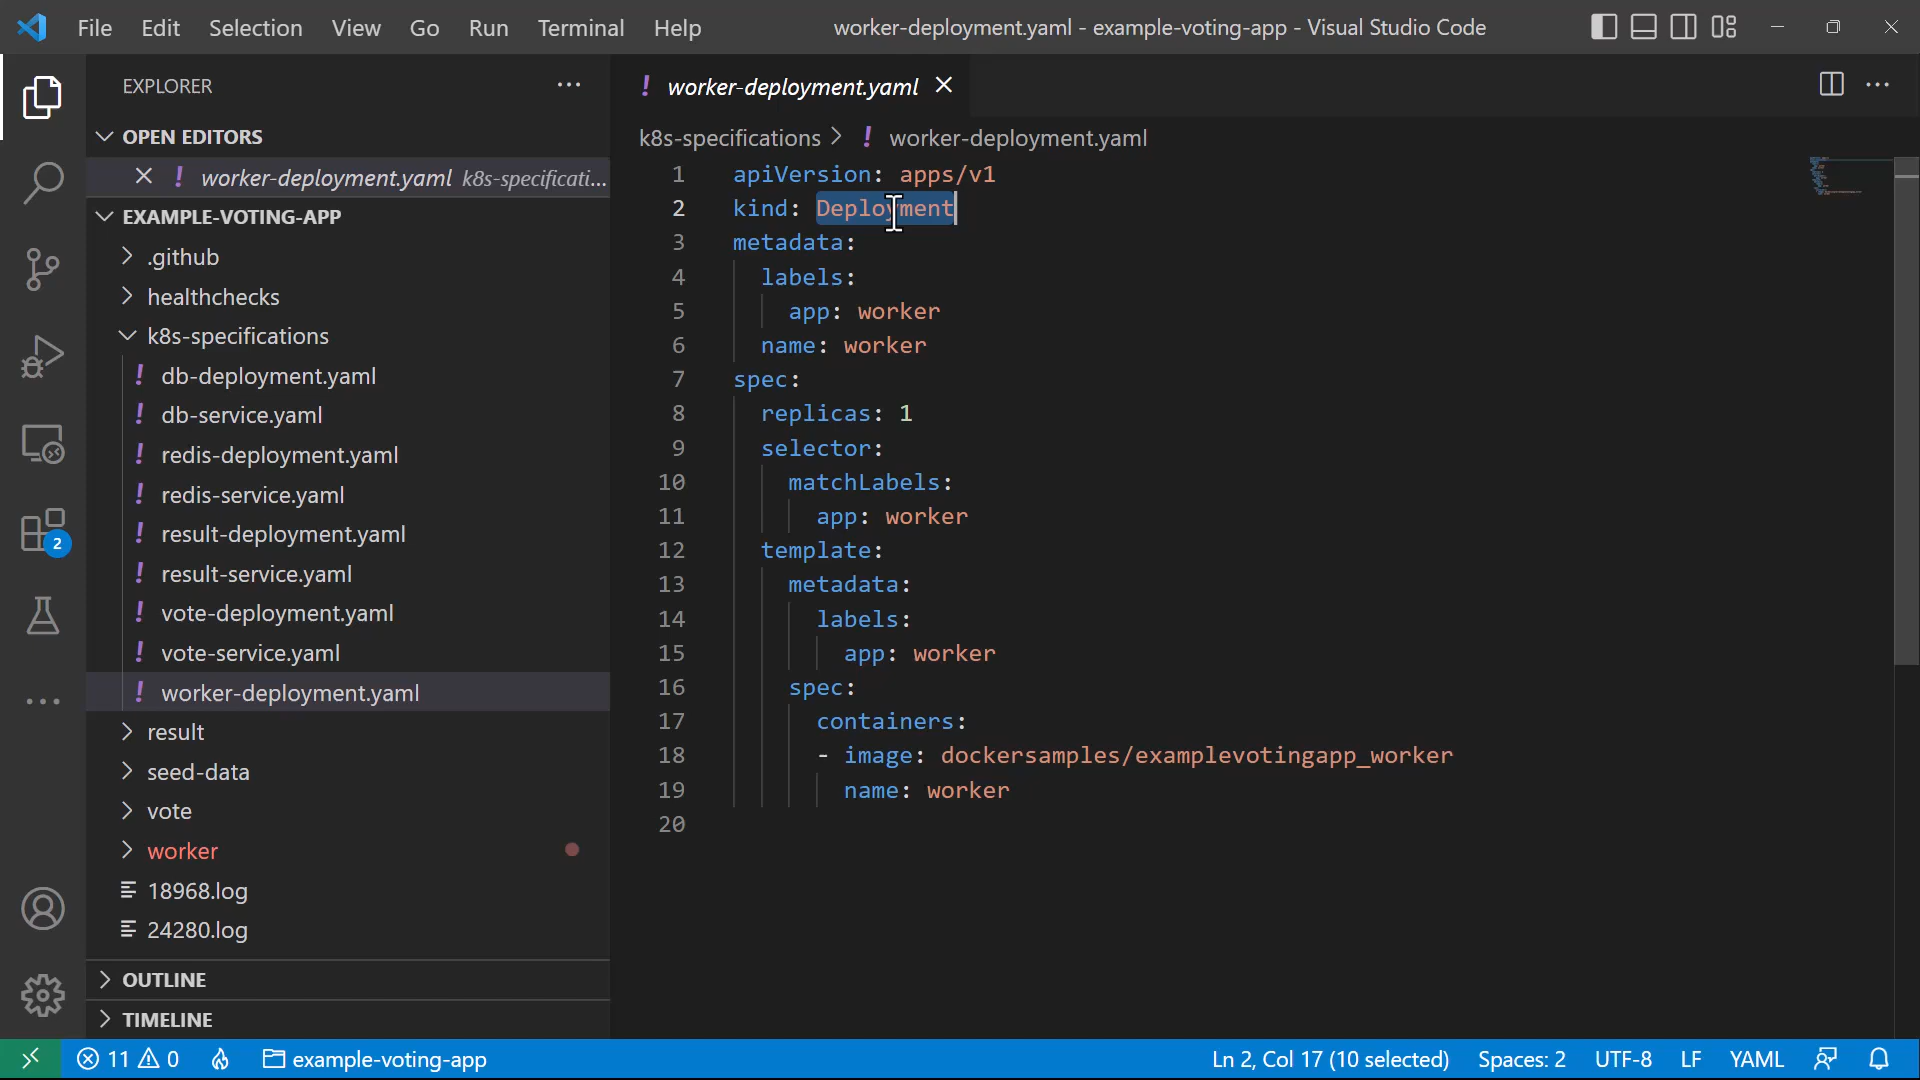 File Edit Selection View Go Run Terminal Help
worker-deployment.yaml - example-voting-app - Visual Studio Code
EXPLORER
OPEN EDITORS
! worker-deployment.yaml k8s-specificati...
EXAMPLE-VOTING-APP
.github
healthchecks
k8s-specifications
! db-deployment.yaml
! db-service.yaml
! redis-deployment.yaml
! redis-service.yaml
! result-deployment.yaml
! result-service.yaml
! vote-deployment.yaml
! vote-service.yaml
! worker-deployment.yaml
result
seed-data
vote
worker
18968.log
24280.log
OUTLINE
TIMELINE
2
! worker-deployment.yaml
k8s-specifications > ! worker-deployment.yaml
1 apiVersion: apps/v1
2 kind: Deployment
3 metadata:
4 labels:
5 app: worker
6 name: worker
7 spec:
8 replicas: 1
9 selector:
10 matchLabels:
11 app: worker
12 template:
13 metadata:
14 labels:
15 app: worker
16 spec:
17 containers:
18 - image: dockersamples/examplevotingapp_worker
19 name: worker
20
11 0 example-voting-app
Ln 2, Col 17 (10 selected) Spaces: 2 UTF-8 LF YAML